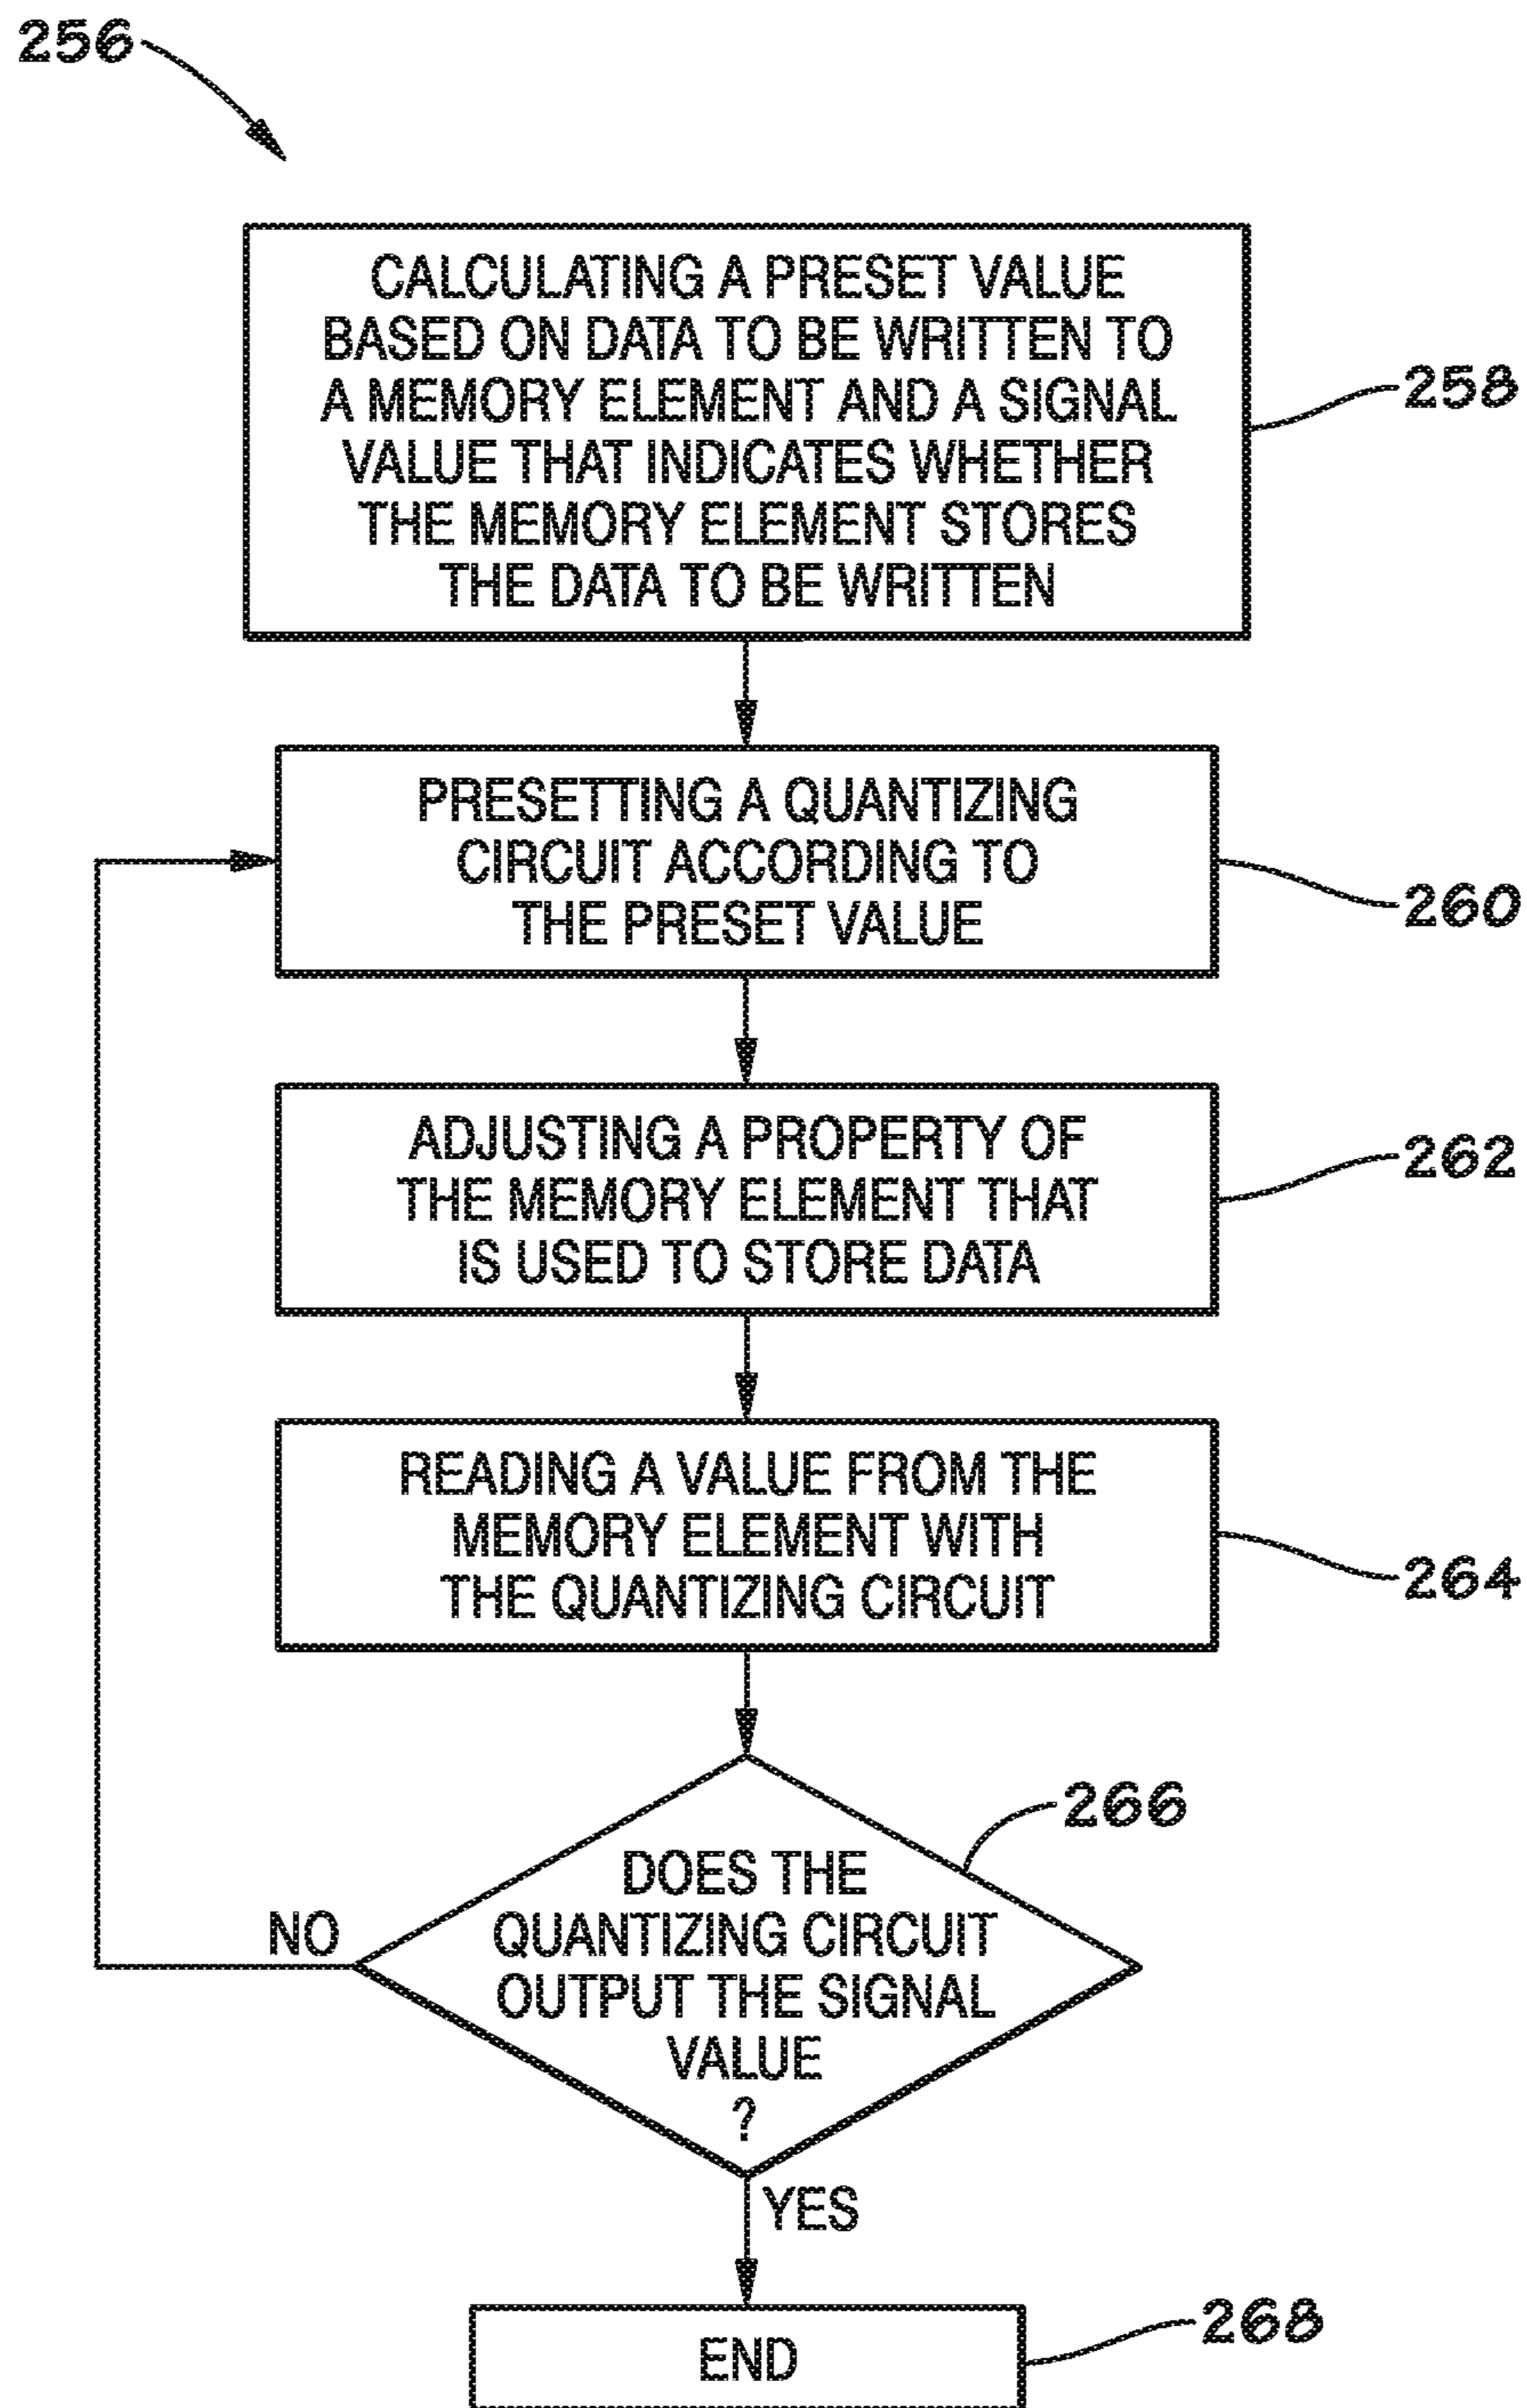 256
CALCULATING A PRESET VALUE
BASED ON DATA TO BE WRITTEN TO
A MEMORY ELEMENT AND A SIGNAL
VALUE THAT INDICATES WHETHER
THE MEMORY ELEMENT STORES
THE DATA TO BE WRITTEN
258
PRESETTING A QUANTIZING
CIRCUIT ACCORDING TO
THE PRESET VALUE
260
ADJUSTING A PROPERTY OF
THE MEMORY ELEMENT THAT
IS USED TO STORE DATA
262
READING A VALUE FROM THE
MEMORY ELEMENT WITH
THE QUANTIZING CIRCUIT
264
266
DOES THE
QUANTIZING CIRCUIT
OUTPUT THE SIGNAL
VALUE
?
NO
YES
END
268